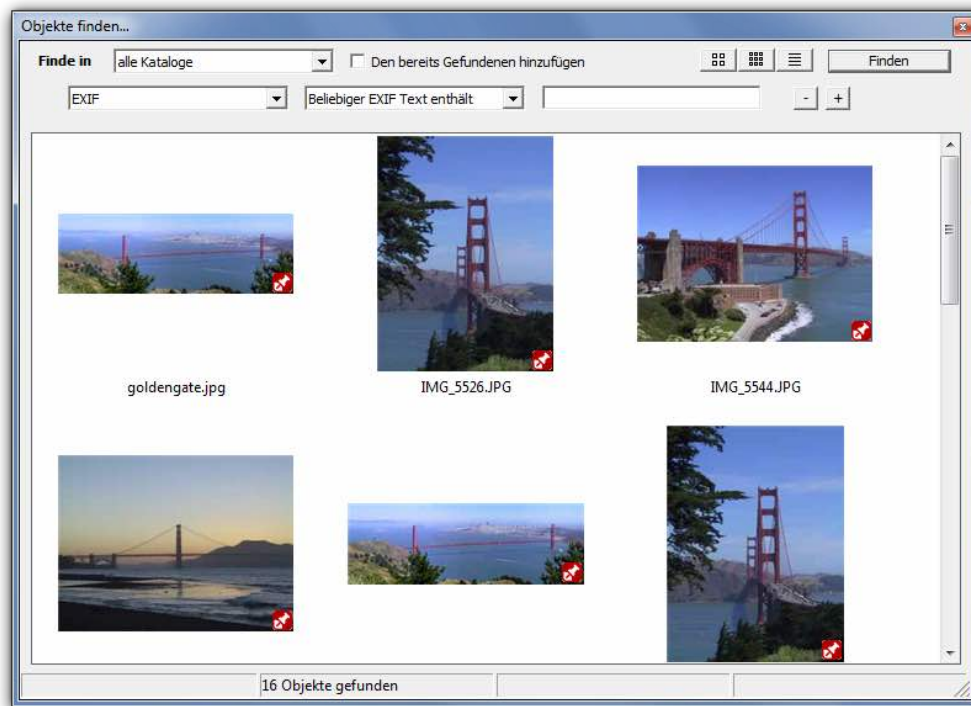 Objekte finden...
Finde in alle Kataloge Den bereits Gefundenen hinzufügen Finden
EXIF Beliebiger EXIF Text enthält - +
goldengate.jpg IMG_5526.JPG IMG_5544.JPG
16 Objekte gefunden